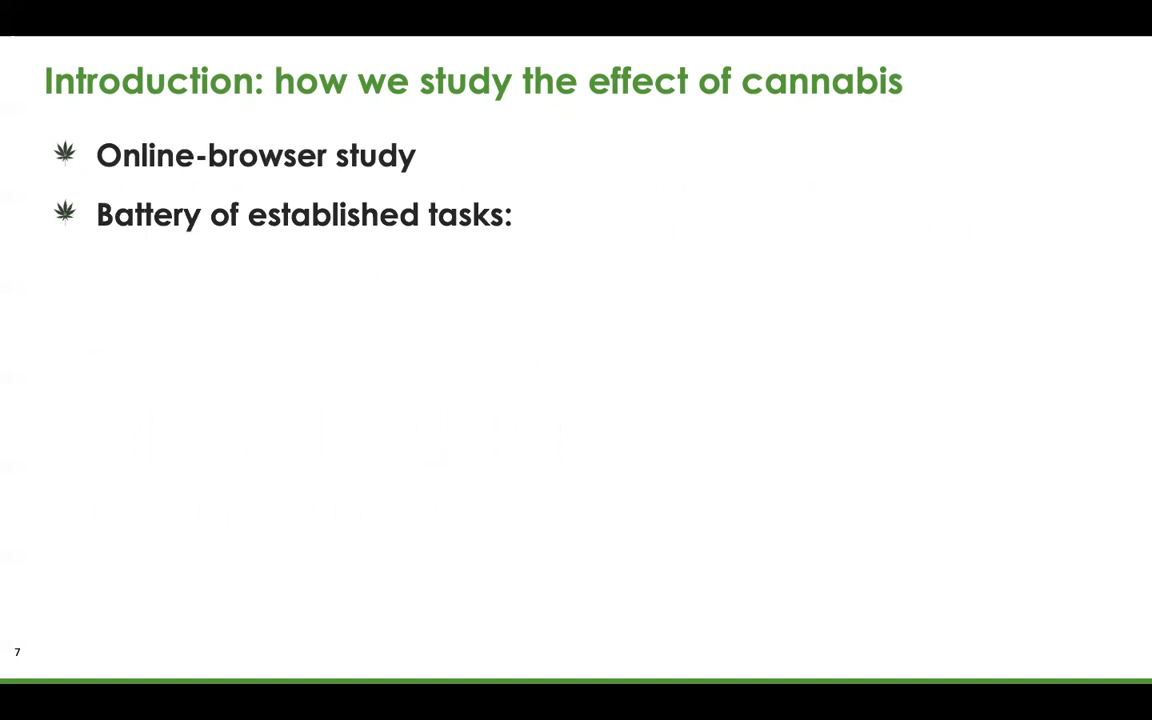 Introduction: how we study the effect of cannabis
Online-browser study
Battery of established tasks:
7